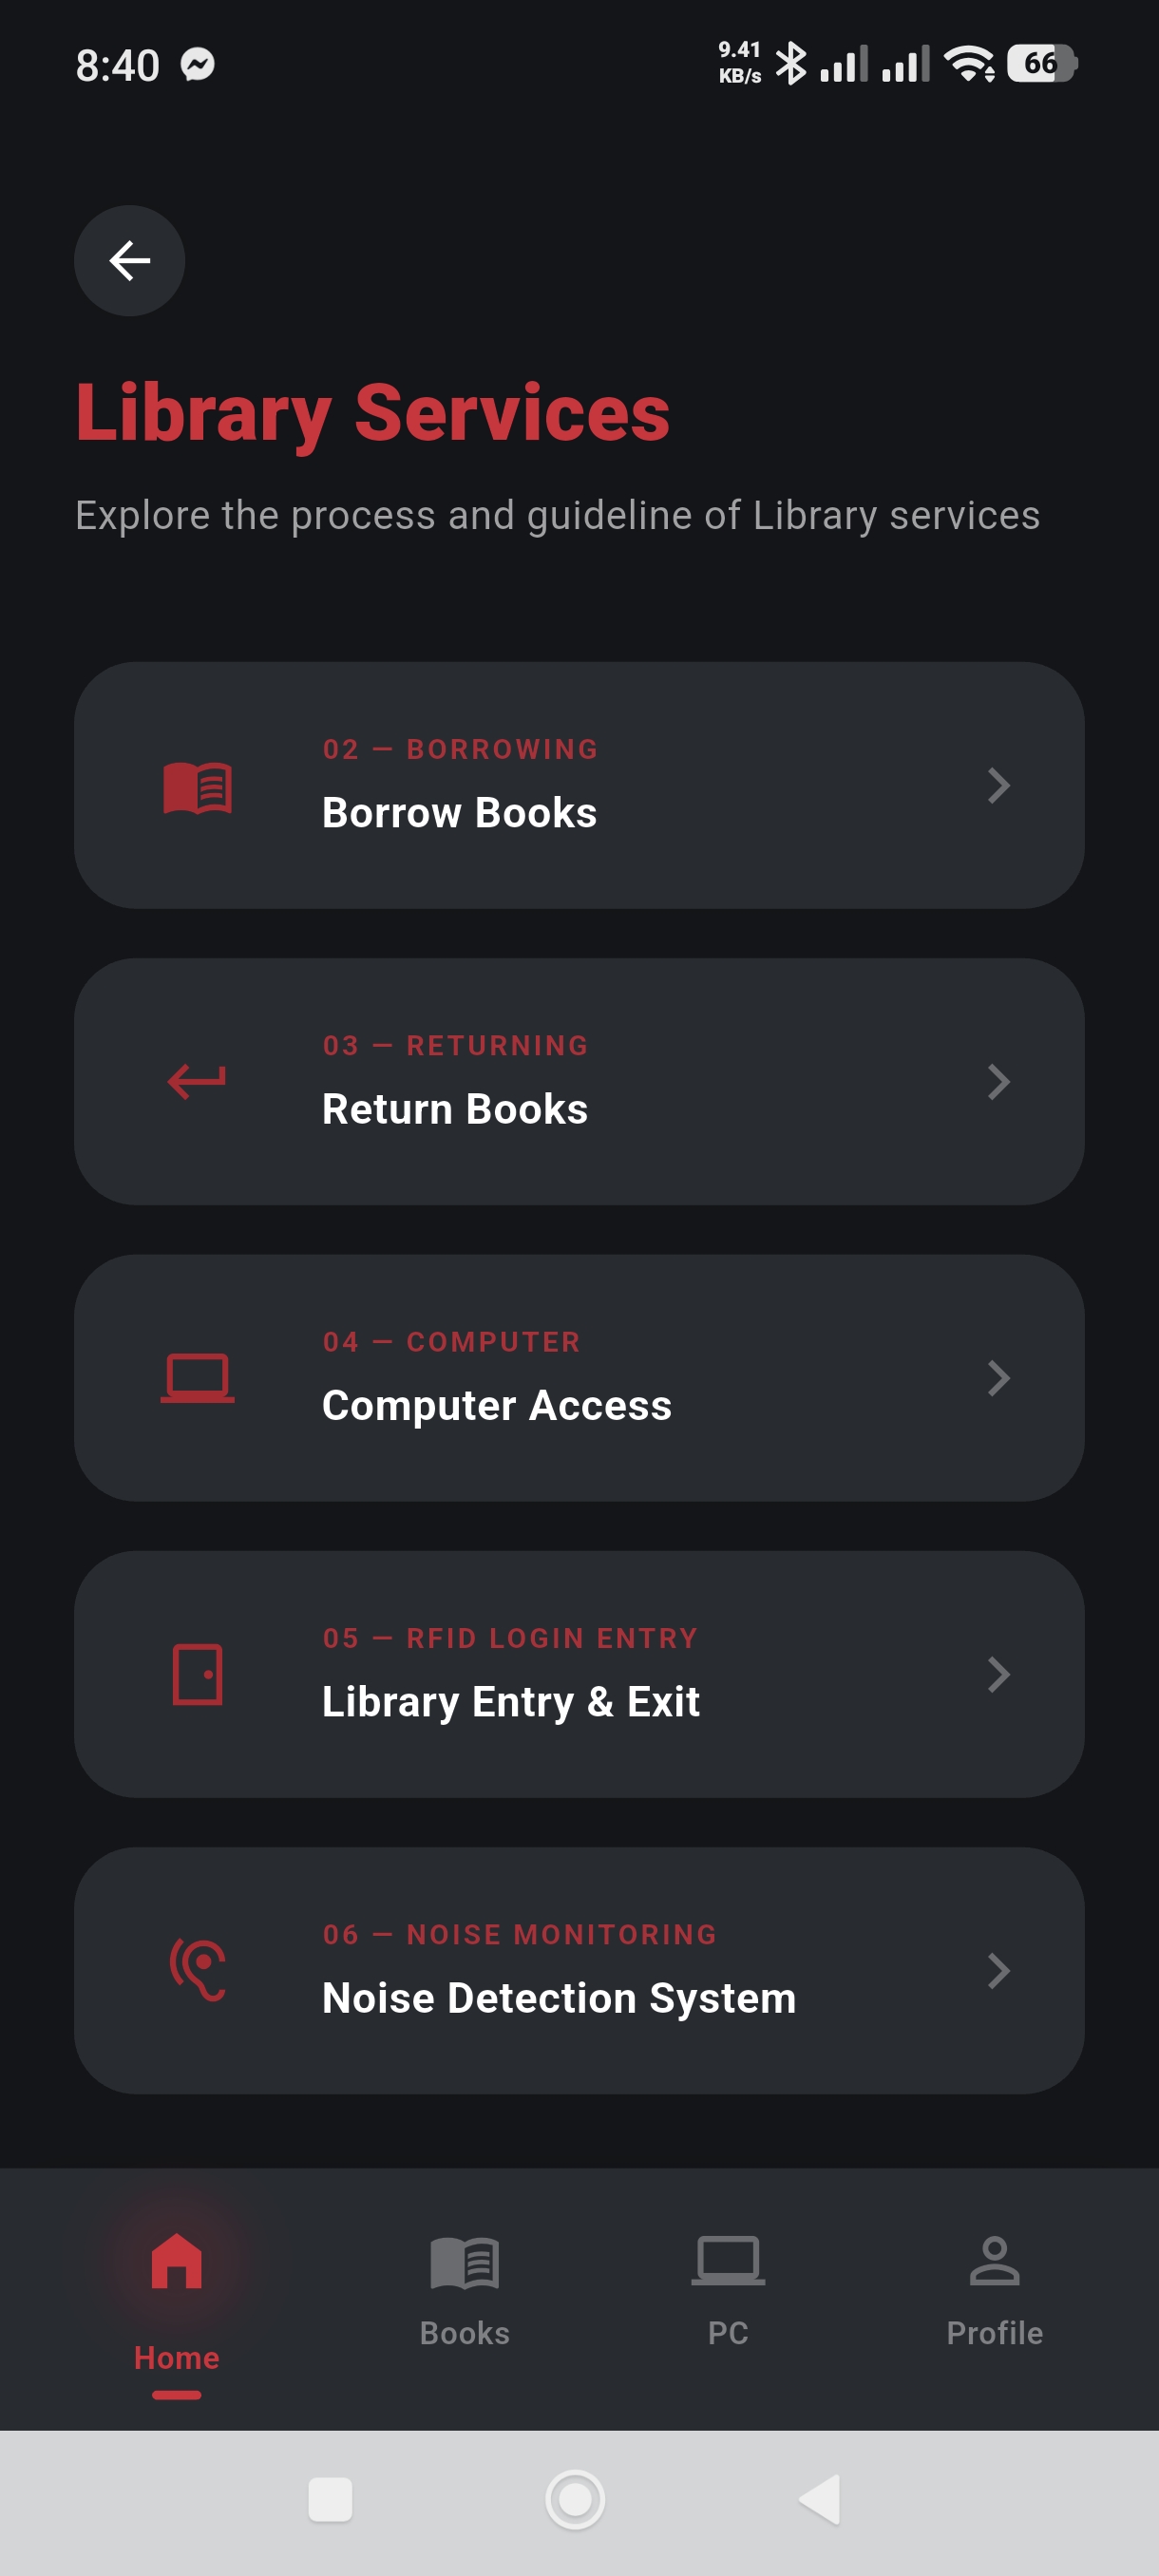 8:40
9.41
KB/s
66
Library Services
Explore the process and guideline of Library services
02 — BORROWING
Borrow Books
03 — RETURNING
Return Books
04 — COMPUTER
Computer Access
05 — RFID LOGIN ENTRY
Library Entry & Exit
06 — NOISE MONITORING
Noise Detection System
Home
Books
PC
Profile